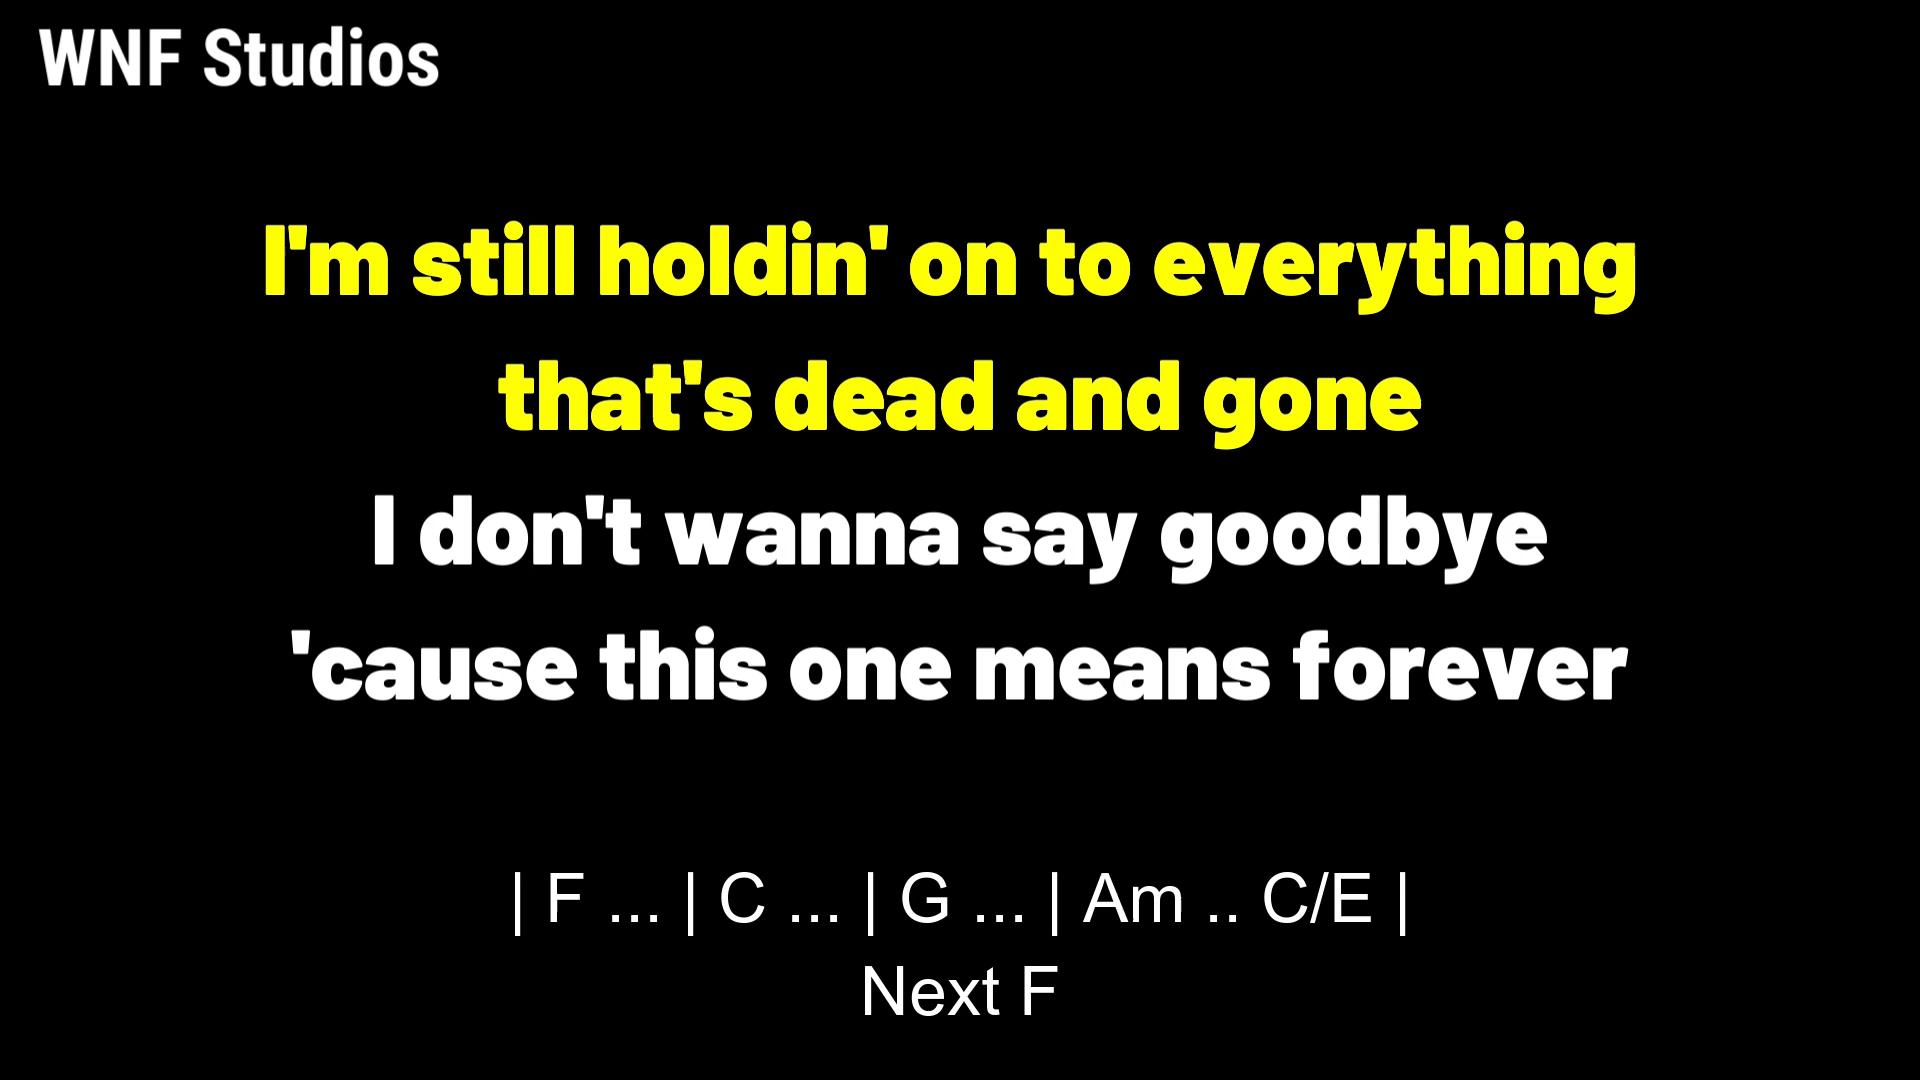 WNF Studios
I'm still holdin' on to everything
that's dead and gone
I don't wanna say goodbye
'cause this one means forever
| F ... | C ... | G ... | Am .. C/E |
Next F